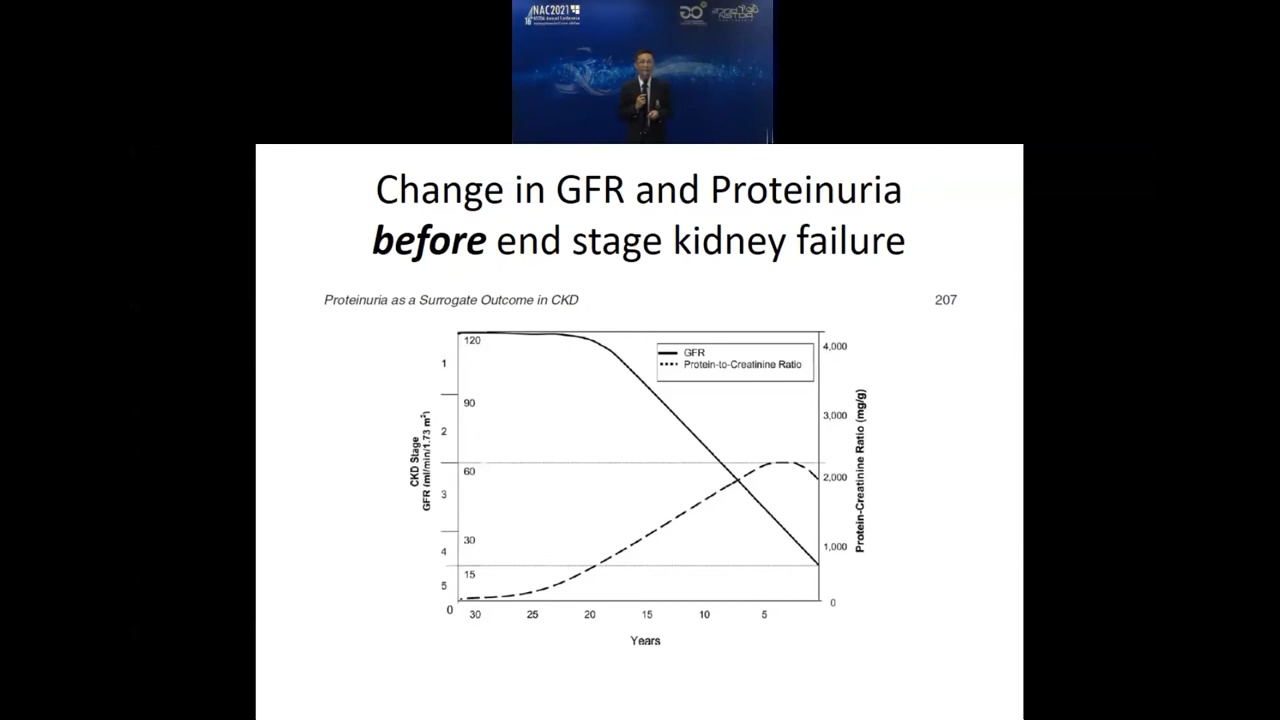 NAC2021
Change in GFR and Proteinuria
before end stage kidney failure
Proteinuria as a Surrogate Outcome in CKD
207
120
90
60
30
15
1
2
3
4
5
0
CKD Stage
GFR (ml/min/1.73 m²)
GFR
Protein-to-Creatinine Ratio
4,000
3,000
2,000
1,000
0
Protein-Creatinine Ratio (mg/g)
30
25
20
15
10
5
Years